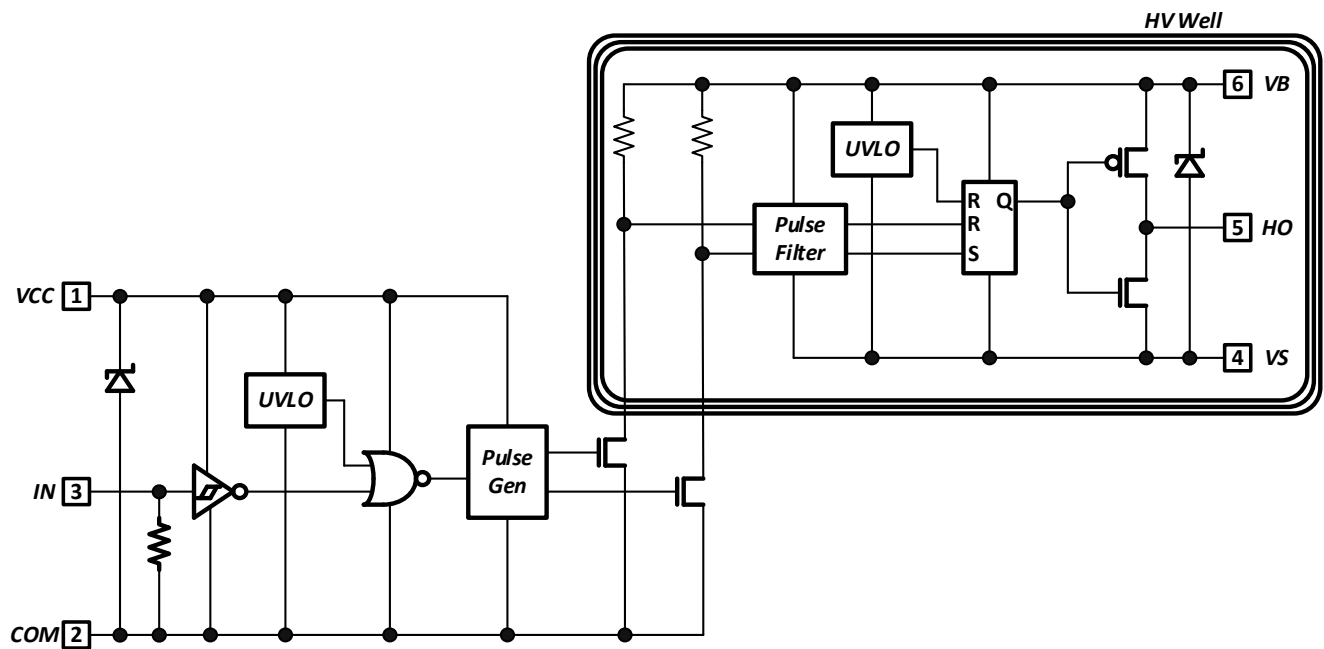 HV Well
6 VB
UVLO
R Q
R
S
Pulse
Filter
5 HO
4 VS
VCC 1
UVLO
Pulse
Gen
IN 3
COM 2